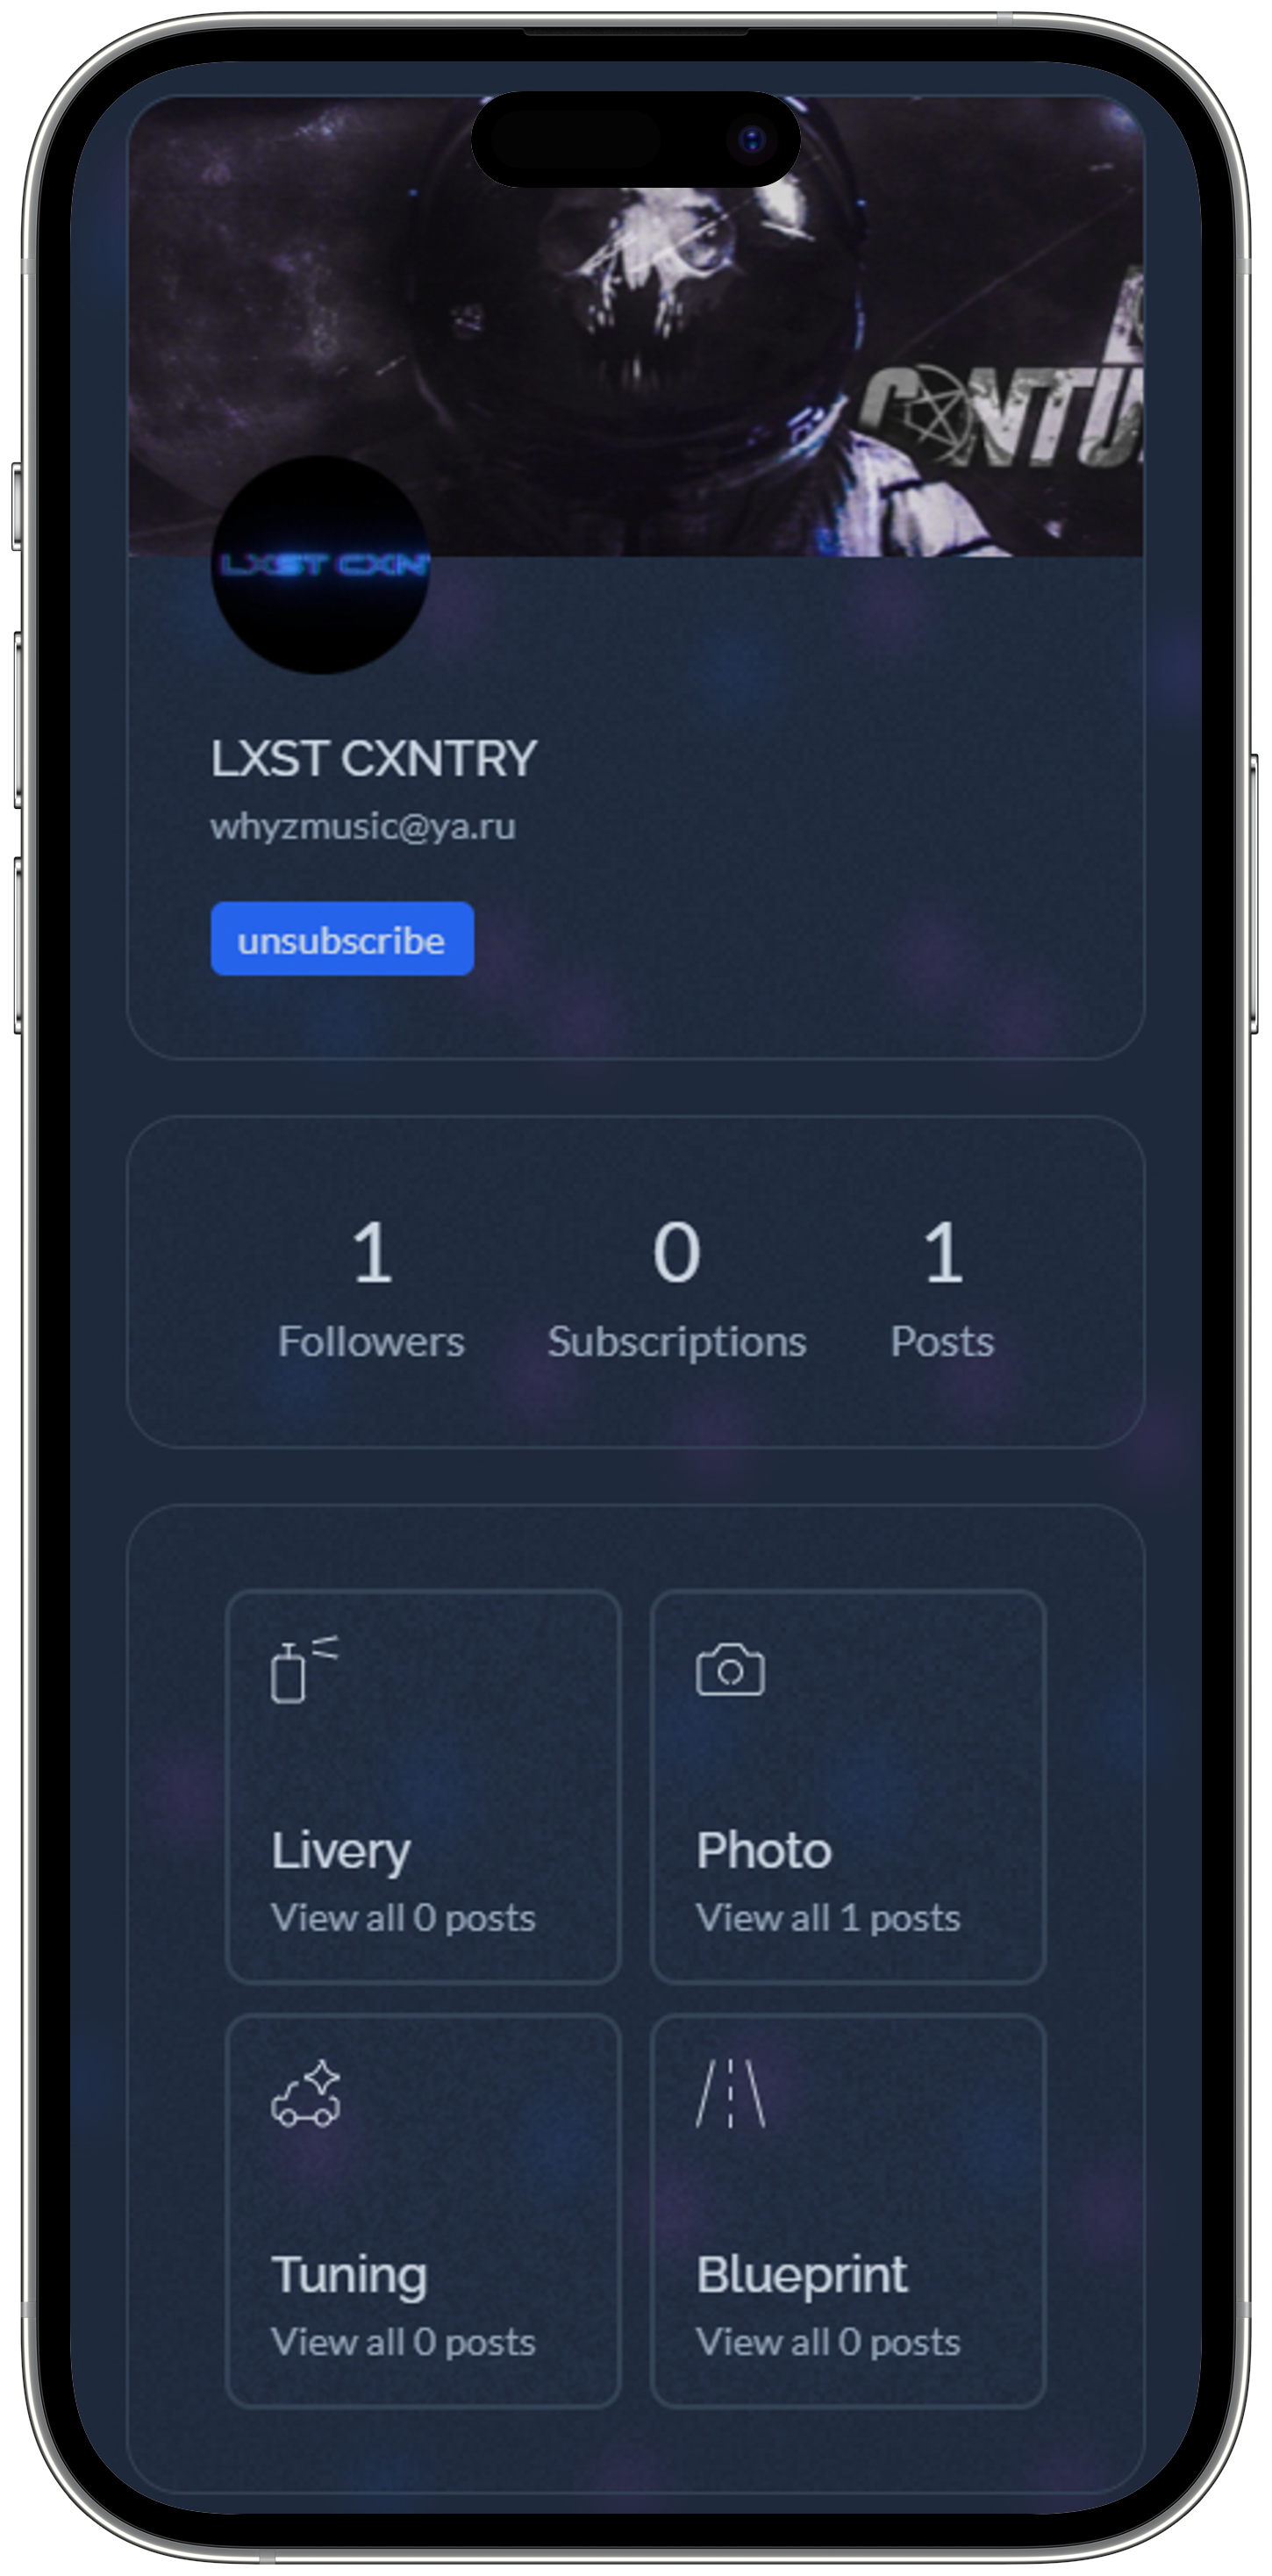 LXST CXN
LXST CXNTRY
whyzmusic@ya.ru
unsubscribe
1 0 1
Followers Subscriptions Posts
Livery Photo
View all 0 posts View all 1 posts
Tuning Blueprint
View all 0 posts View all 0 posts